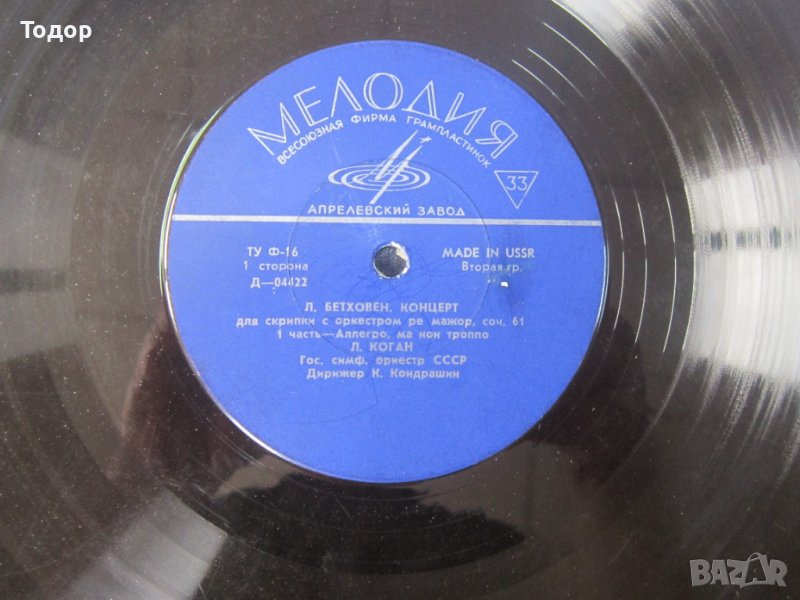 Тодор
МЕЛОДИЯ
ВСЕСОЮЗНАЯ ФИРМА ГРАМПЛАСТИНОК
33
АПРЕЛЕВСКИЙ ЗАВОД
ТУ Ф-16 MADE IN USSR
1 сторона Вторая гр.
Д—04422
Л. БЕТХОВЕН. КОНЦЕРТ
для скрипки с оркестром ре мажор, соч. 61
1 часть—Аллегро, ма нон троппо
Л. КОГАН
Гос. симф. оркестр СССР
Дирижер К. Кондрашин
BAZAR